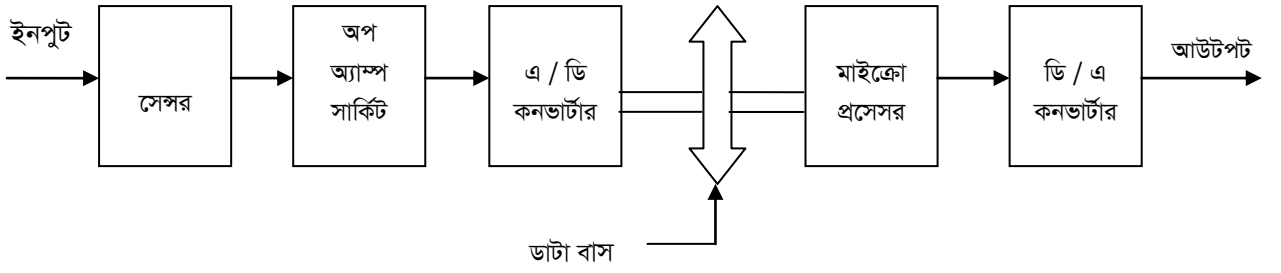 ইনপুট
সেন্সর
অপ
অ্যাম্প
সার্কিট
এ / ডি
কনভার্টার
মাইক্রো
প্রসেসর
ডি / এ
কনভার্টার
আউটপট
ডাটা বাস